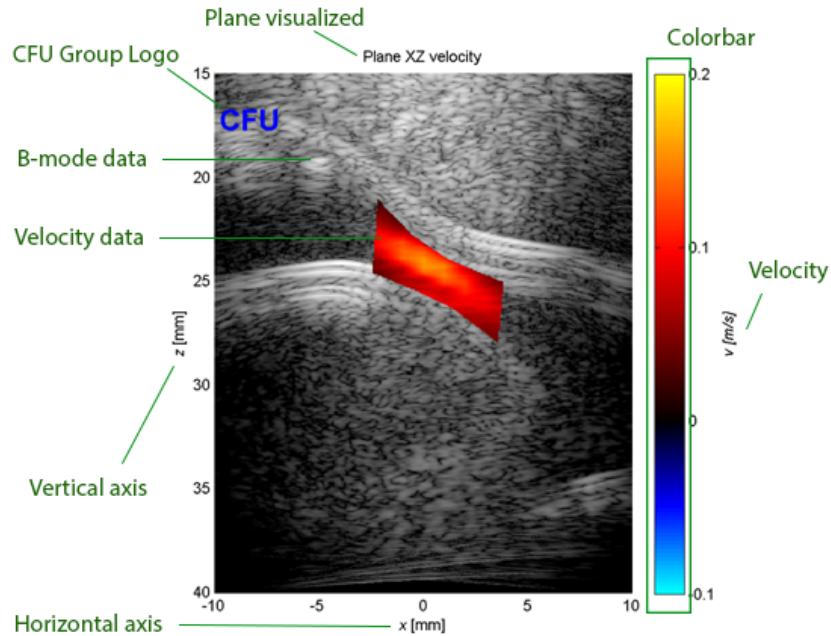 Plane visualized
CFU Group Logo
Plane XZ velocity
Colorbar
15
0.2
CFU
B-mode data
20
Velocity data
0.1
25
Velocity
z [mm]
v [m/s]
30
0
Vertical axis
35
40
-0.1
-10
-5
0
5
10
Horizontal axis
x [mm]